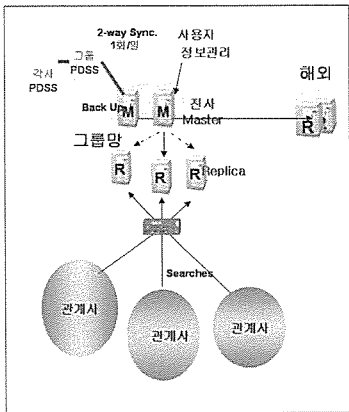 2-way Sync.
1회/일
사용자
정보관리
그룹
PDSS
각사
PDSS
해외
Back Up
M
M
전사
Master
R
그룹망
R
R
R
Replica
Searches
관계사
관계사
관계사